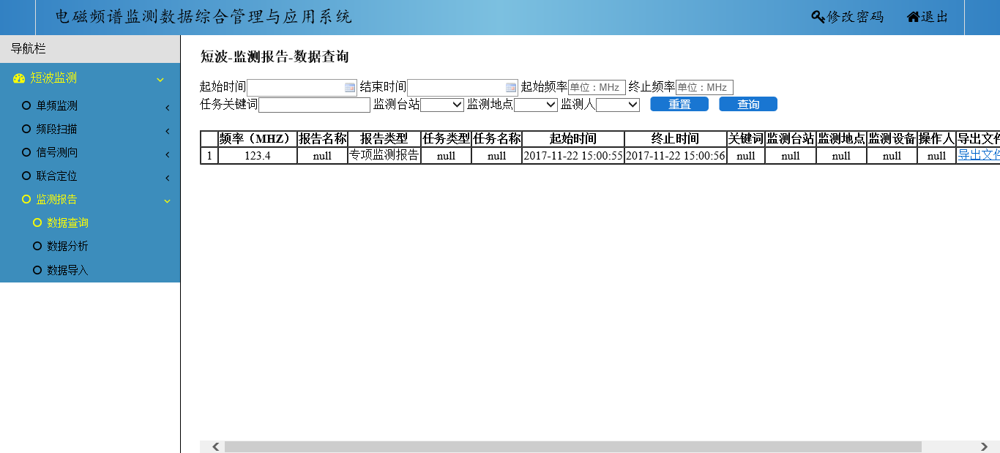 电磁频谱监测数据综合管理与应用系统 修改密码 退出
导航栏
短波监测
单频监测
频段扫描
信号测向
联合定位
监测报告
数据查询
数据分析
数据导入
短波-监测报告-数据查询
起始时间 结束时间 起始频率 单位：MHz 终止频率 单位：MHz
任务关键词 监测台站 监测地点 监测人 重置 查询
频率（MHZ） 报告名称 报告类型 任务类型 任务名称 起始时间 终止时间 关键词 监测台站 监测地点 监测设备 操作人 导出文件
1 123.4 null 专项监测报告 null null 2017-11-22 15:00:55 2017-11-22 15:00:56 null null null null null 导出文件